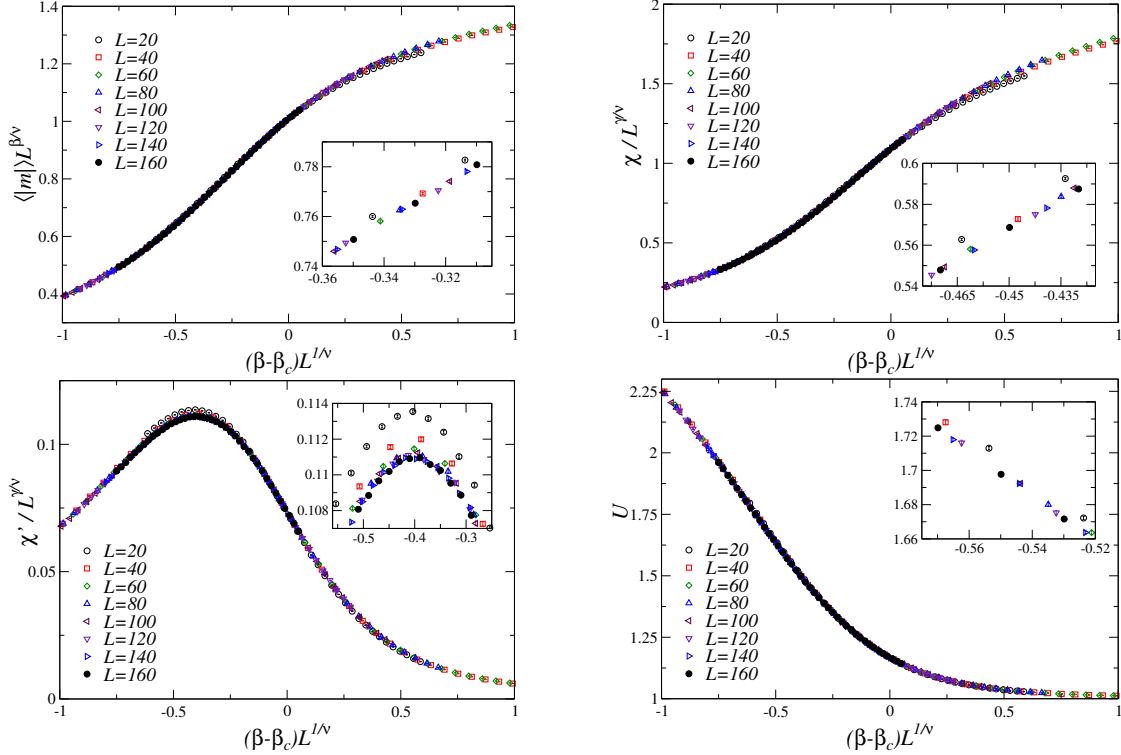 ⟨|m|⟩L^{β/ν}
1.4
1.2
1.0
0.8
0.6
0.4
L=20
L=40
L=60
L=80
L=100
L=120
L=140
L=160
0.78
0.76
0.74
-0.36 -0.34 -0.32
-1 -0.5 0 0.5 1
(β-β_c)L^{1/ν}
χ / L^{γ/ν}
2
1.5
1
0.5
0
L=20
L=40
L=60
L=80
L=100
L=120
L=140
L=160
0.6
0.58
0.56
0.54
-0.465 -0.45 -0.435
-1 -0.5 0 0.5 1
(β-β_c)L^{1/ν}
χ' / L^{γ/ν}
0.1
0.05
0
L=20
L=40
L=60
L=80
L=100
L=120
L=140
L=160
0.114
0.112
0.110
0.108
-0.5 -0.4 -0.3
-1 -0.5 0 0.5 1
(β-β_c)L^{1/ν}
U
2.25
2
1.75
1.5
1.25
1
L=20
L=40
L=60
L=80
L=100
L=120
L=140
L=160
1.74
1.72
1.7
1.68
1.66
-0.56 -0.54 -0.52
-1 -0.5 0 0.5 1
(β-β_c)L^{1/ν}